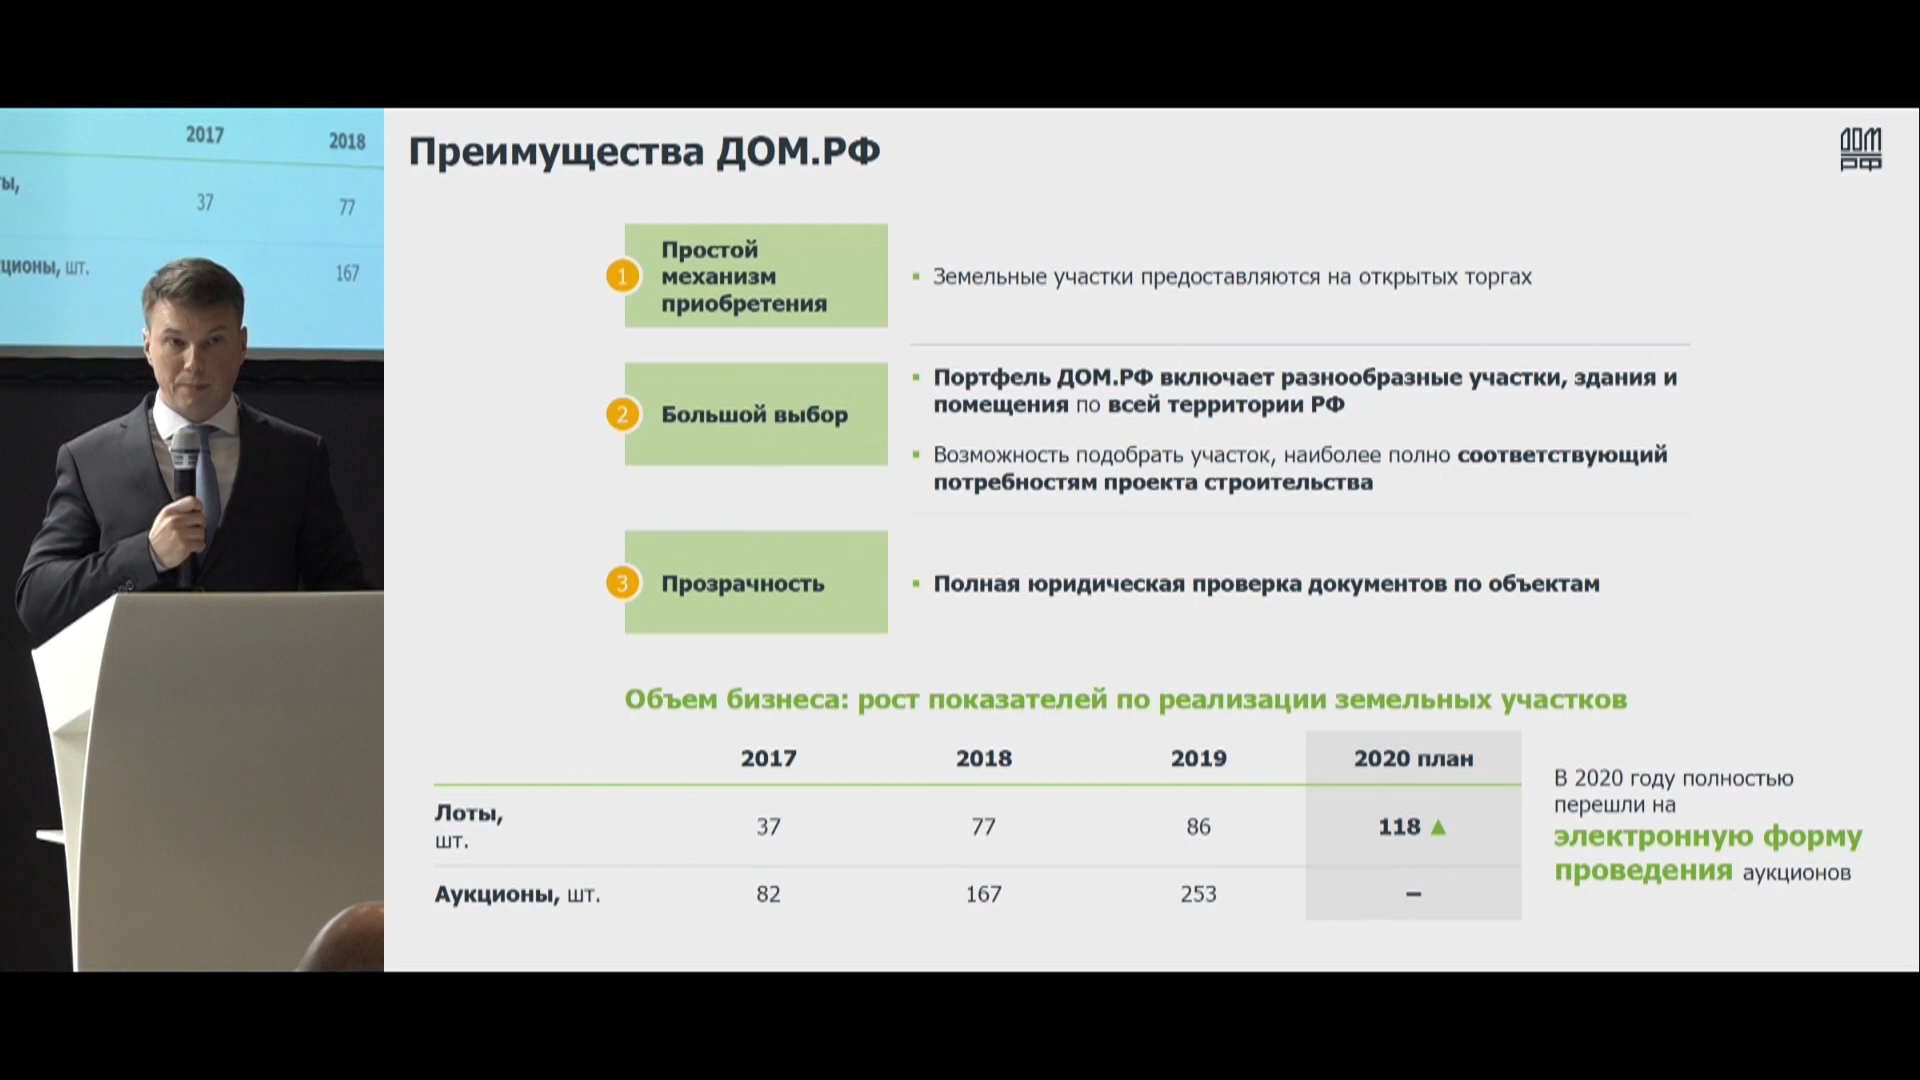 2017 2018
ты,
37 77
кционы, шт. 167
Преимущества ДОМ.РФ
ДОМ
РФ
1 Простой
механизм
приобретения
▪ Земельные участки предоставляются на открытых торгах
2 Большой выбор
▪ Портфель ДОМ.РФ включает разнообразные участки, здания и
помещения по всей территории РФ
▪ Возможность подобрать участок, наиболее полно соответствующий
потребностям проекта строительства
3 Прозрачность
▪ Полная юридическая проверка документов по объектам
Объем бизнеса: рост показателей по реализации земельных участков
2017 2018 2019 2020 план
Лоты,
шт.
37 77 86 118 ▲
Аукционы, шт. 82 167 253 –
В 2020 году полностью
перешли на
электронную форму
проведения аукционов